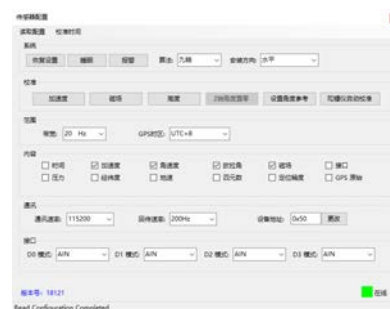 传感器配置
读取配置 校准时间
系统
恢复设置 睡眠 报警 算法: 九轴 安装方向: 水平
校准
加速度 磁场 高度 Z轴角度置零 设置角度参考 陀螺仪自动校准
范围
带宽: 20 Hz GPS时区: UTC+8
内容
时间 加速度 角速度 欧拉角 磁场 接口
压力 经纬度 地速 四元数 定位精度 GPS 原始
通讯
通讯速率: 115200 回传速率: 200Hz 设备地址: 0x50 更改
接口
D0 模式: AIN D1 模式: AIN D2 模式: AIN D3 模式: AIN
版本号: 18121 在线
Read Configuration Completed